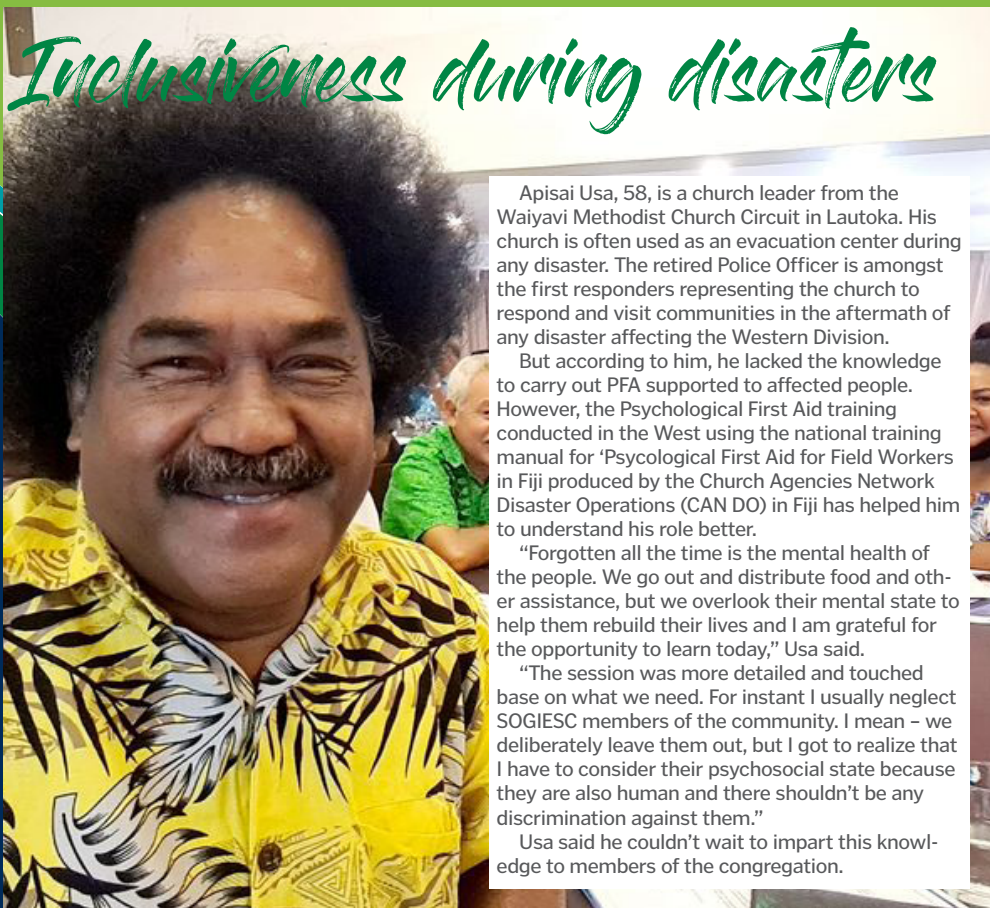 Inclusiveness during disasters
Apisai Usa, 58, is a church leader from the
Waiyavi Methodist Church Circuit in Lautoka. His
church is often used as an evacuation center during
any disaster. The retired Police Officer is amongst
the first responders representing the church to
respond and visit communities in the aftermath of
any disaster affecting the Western Division.
But according to him, he lacked the knowledge
to carry out PFA supported to affected people.
However, the Psychological First Aid training
conducted in the West using the national training
manual for ‘Psycological First Aid for Field Workers
in Fiji produced by the Church Agencies Network
Disaster Operations (CAN DO) in Fiji has helped him
to understand his role better.
“Forgotten all the time is the mental health of
the people. We go out and distribute food and oth-
er assistance, but we overlook their mental state to
help them rebuild their lives and I am grateful for
the opportunity to learn today,” Usa said.
“The session was more detailed and touched
base on what we need. For instant I usually neglect
SOGIESC members of the community. I mean – we
deliberately leave them out, but I got to realize that
I have to consider their psychosocial state because
they are also human and there shouldn’t be any
discrimination against them.”
Usa said he couldn’t wait to impart this knowl-
edge to members of the congregation.